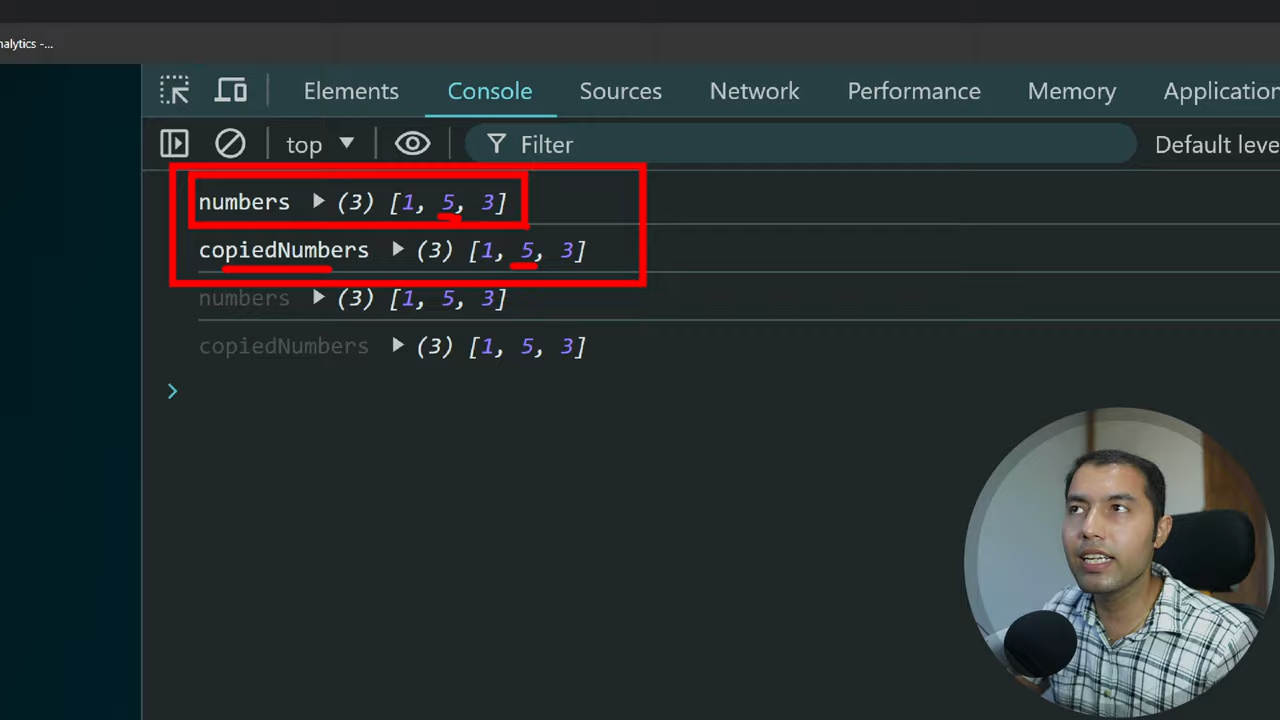 nalytics -...
Elements Console Sources Network Performance Memory Application
top Filter Default leve
numbers (3) [1, 5, 3]
copiedNumbers (3) [1, 5, 3]
numbers (3) [1, 5, 3]
copiedNumbers (3) [1, 5, 3]